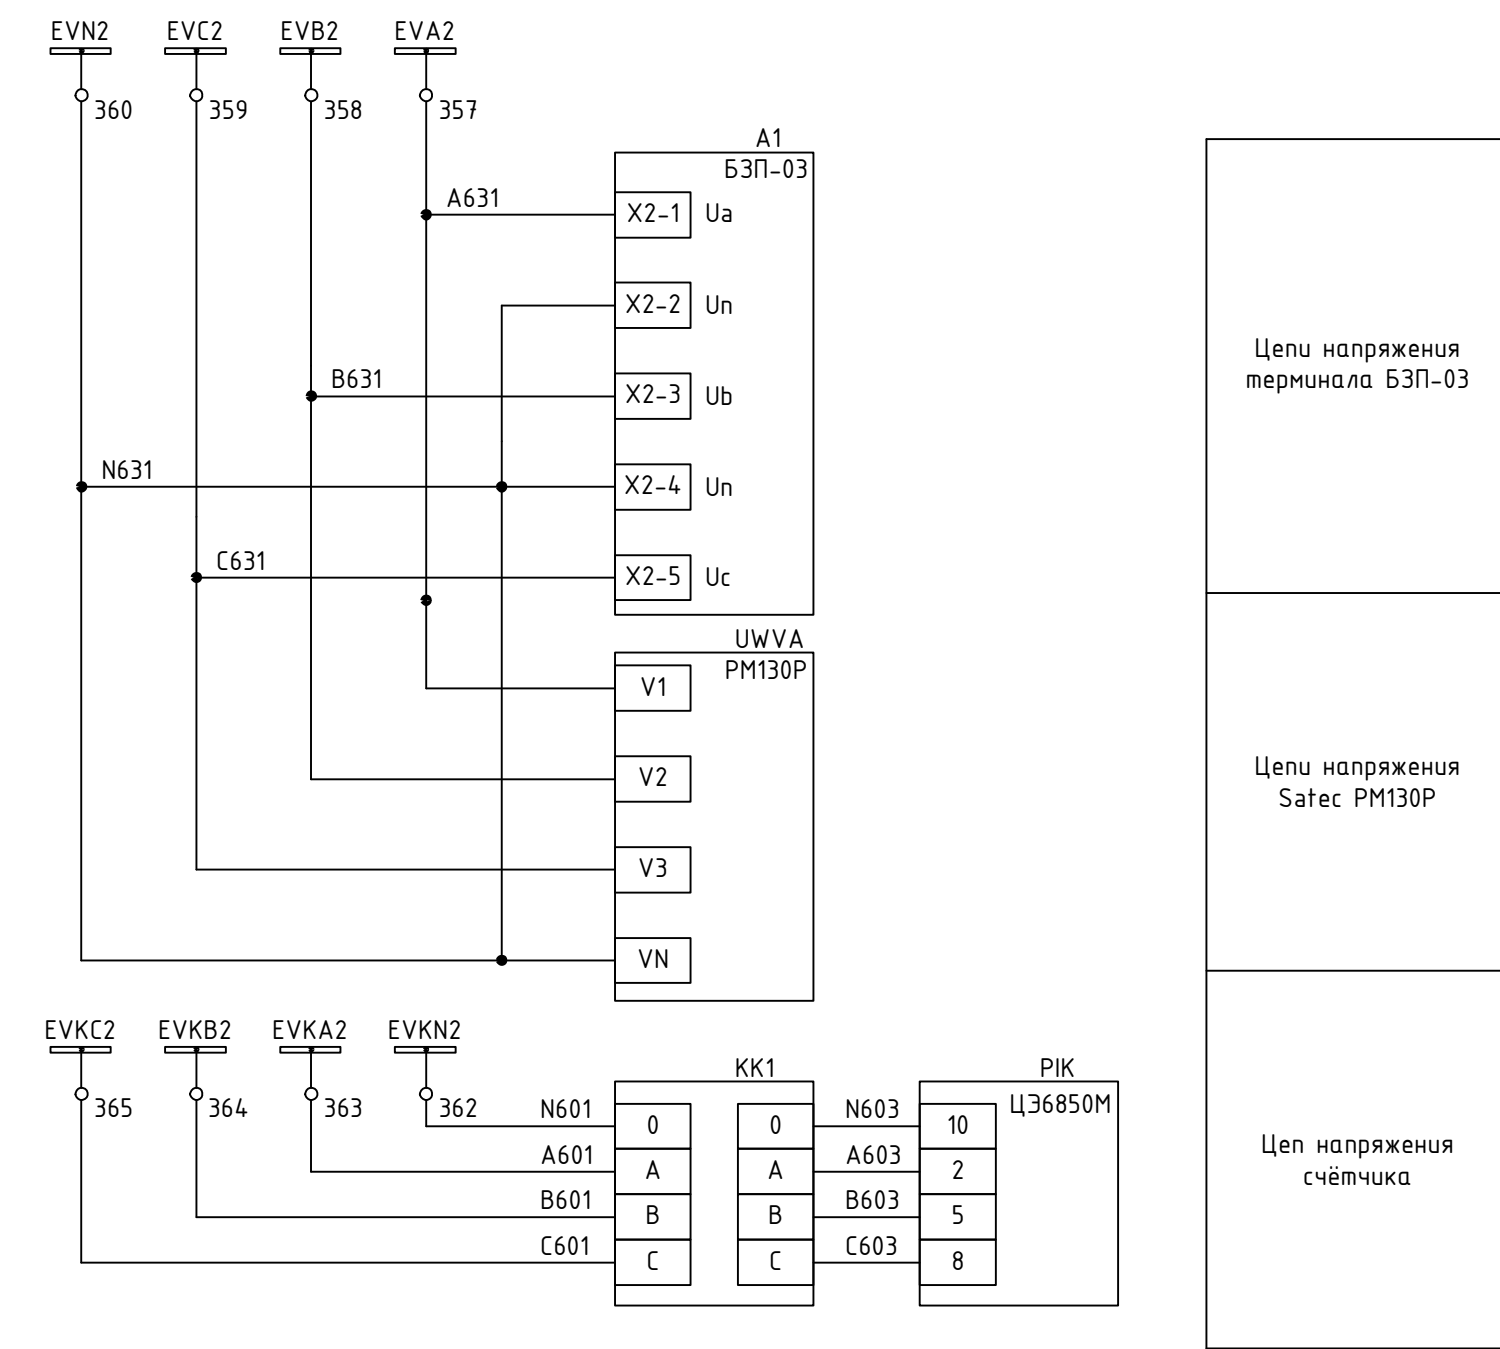 EVN2 EVC2 EVB2 EVA2
360 359 358 357
A1
БЗП-03
A631
X2-1 Ua
X2-2 Un
B631
X2-3 Ub
N631
X2-4 Un
C631
X2-5 Uc
Цепи напряжения
терминала БЗП-03
UWVA
PM130P
V1
V2
V3
VN
Цепи напряжения
Satec PM130P
EVKC2 EVKB2 EVKA2 EVKN2
365 364 363 362
KK1
PIK
ЦЭ6850М
N601 0 0 N603 10
A601 A A A603 2
B601 B B B603 5
C601 C C C603 8
Цеп напряжения
счётчика